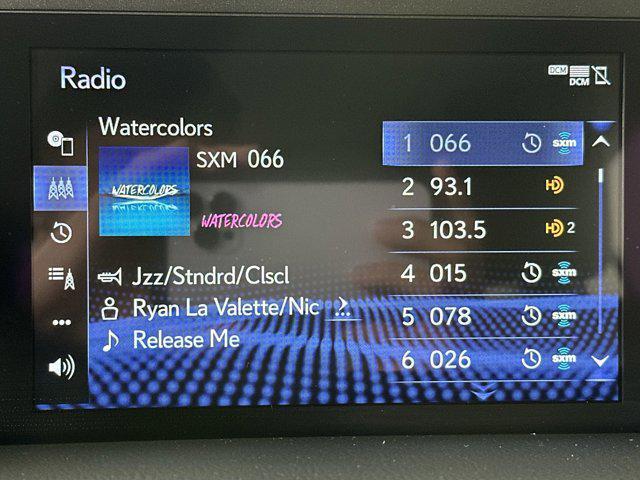 Radio
DCM
DCM
Watercolors
SXM 066
WATERCOLORS
WATERCOLORS
Jzz/Stndrd/Clscl
Ryan La Valette/Nic
Release Me
1 066 sxm
2 93.1 HD
3 103.5 HD 2
4 015 sxm
5 078 sxm
6 026 sxm